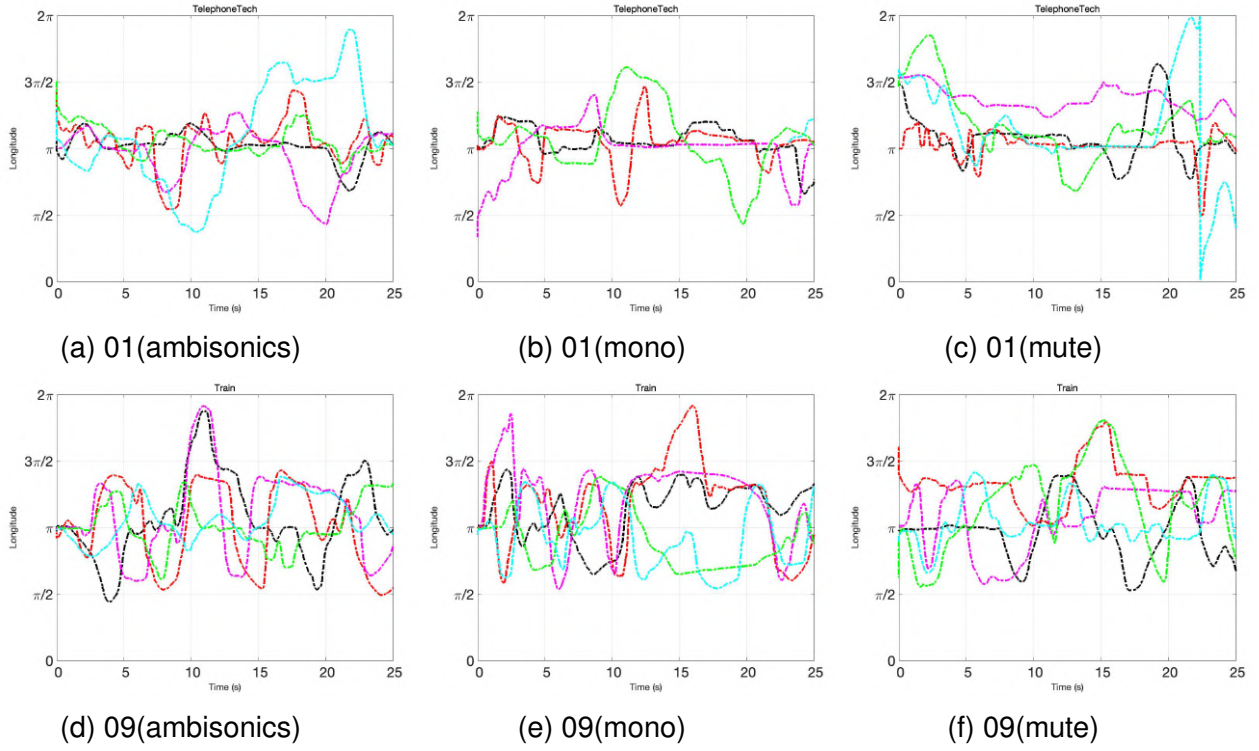 TelephoneTech
2π
3π/2
π
π/2
0
Longitude
0 5 10 15 20 25
Time (s)
(a) 01(ambisonics)
TelephoneTech
2π
3π/2
π
π/2
0
Longitude
0 5 10 15 20 25
Time (s)
(b) 01(mono)
TelephoneTech
2π
3π/2
π
π/2
0
Longitude
0 5 10 15 20 25
Time (s)
(c) 01(mute)
Train
2π
3π/2
π
π/2
0
Longitude
0 5 10 15 20 25
Time (s)
(d) 09(ambisonics)
Train
2π
3π/2
π
π/2
0
Longitude
0 5 10 15 20 25
Time (s)
(e) 09(mono)
Train
2π
3π/2
π
π/2
0
Longitude
0 5 10 15 20 25
Time (s)
(f) 09(mute)